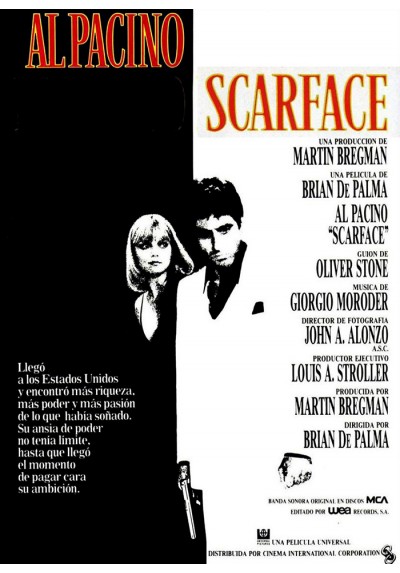 AL PACINO
SCARFACE
UNA PRODUCCION DE
MARTIN BREGMAN
UNA PELICULA DE
BRIAN DE PALMA
AL PACINO
“SCARFACE”
GUION DE
OLIVER STONE
MUSICA DE
GIORGIO MORODER
DIRECTOR DE FOTOGRAFIA
JOHN A. ALONZO
A.S.C.
PRODUCTOR EJECUTIVO
LOUIS A. STROLLER
PRODUCIDA POR
MARTIN BREGMAN
DIRIGIDA POR
BRIAN DE PALMA
Llegó
a los Estados Unidos
y encontró más riqueza,
más poder y más pasión
de lo que había soñado.
Su ansia de poder
no tenía limite,
hasta que llegó
el momento
de pagar cara
su ambición.
BANDA SONORA ORIGINAL EN DISCOS MCA
EDITADO POR wea RECORDS, S.A.
UNA PELICULA UNIVERSAL
DISTRIBUIDA POR CINEMA INTERNATIONAL CORPORATION